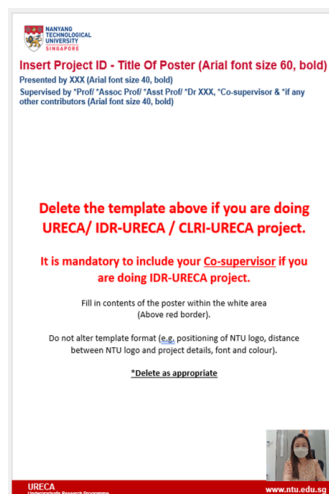 NANYANG
TECHNOLOGICAL
UNIVERSITY
SINGAPORE
Insert Project ID - Title Of Poster (Arial font size 60, bold)
Presented by XXX (Arial font size 40, bold)
Supervised by *Prof/ *Assoc Prof/ *Asst Prof/ *Dr XXX, *Co-supervisor & *if any
other contributors (Arial font size 40, bold)
Delete the template above if you are doing
URECA/ IDR-URECA / CLRI-URECA project.
It is mandatory to include your Co-supervisor if you
are doing IDR-URECA project.
Fill in contents of the poster within the white area
(Above red border).
Do not alter template format (e.g. positioning of NTU logo, distance
between NTU logo and project details, font and colour).
*Delete as appropriate
URECA
Undergraduate Research Programme
www.ntu.edu.sg